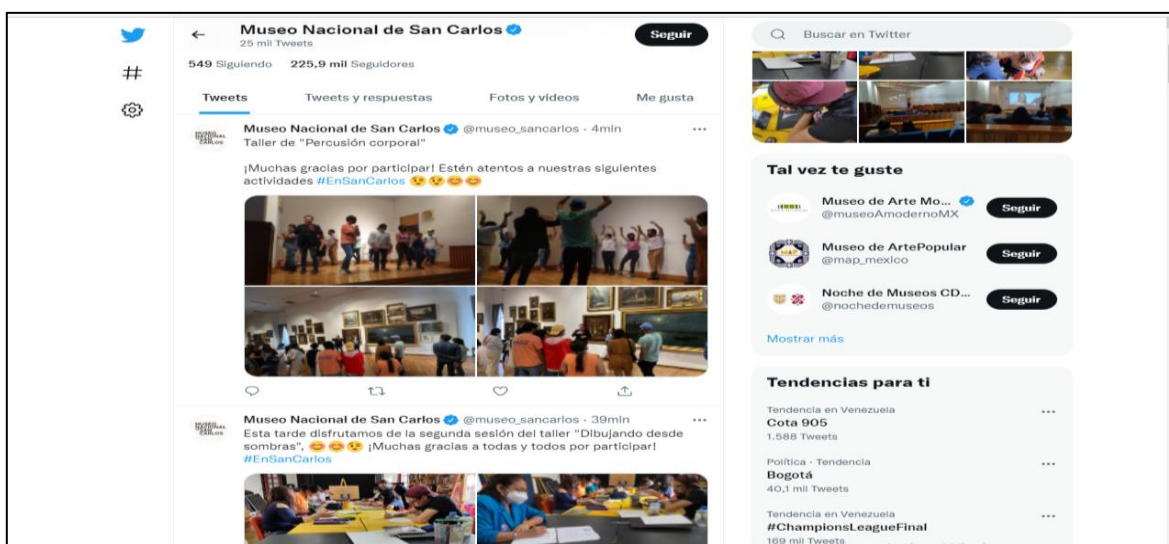 Museo Nacional de San Carlos
25 mil Tweets
Seguir
549 Siguiendo 225,9 mil Seguidores
Tweets Tweets y respuestas Fotos y videos Me gusta
MUSEO NACIONAL SAN CARLOS
Museo Nacional de San Carlos @museo_sancarlos · 4min
Taller de "Percusión corporal"
¡Muchas gracias por participar! Estén atentos a nuestras siguientes
actividades #EnSanCarlos
Museo Nacional de San Carlos @museo_sancarlos · 39min
Esta tarde disfrutamos de la segunda sesión del taller "Dibujando desde
sombras", ¡Muchas gracias a todas y todos por participar!
#EnSanCarlos
Buscar en Twitter
Tal vez te guste
Museo de Arte Mo...
@museoAmodernoMX
Seguir
MAP
Museo de ArtePopular
@map_mexico
Seguir
Noche de Museos CD...
@nochedemuseos
Seguir
Mostrar más
Tendencias para ti
Tendencia en Venezuela
Cota 905
1.588 Tweets
Política · Tendencia
Bogotá
40,1 mil Tweets
Tendencia en Venezuela
#ChampionsLeagueFinal
169 mil Tweets